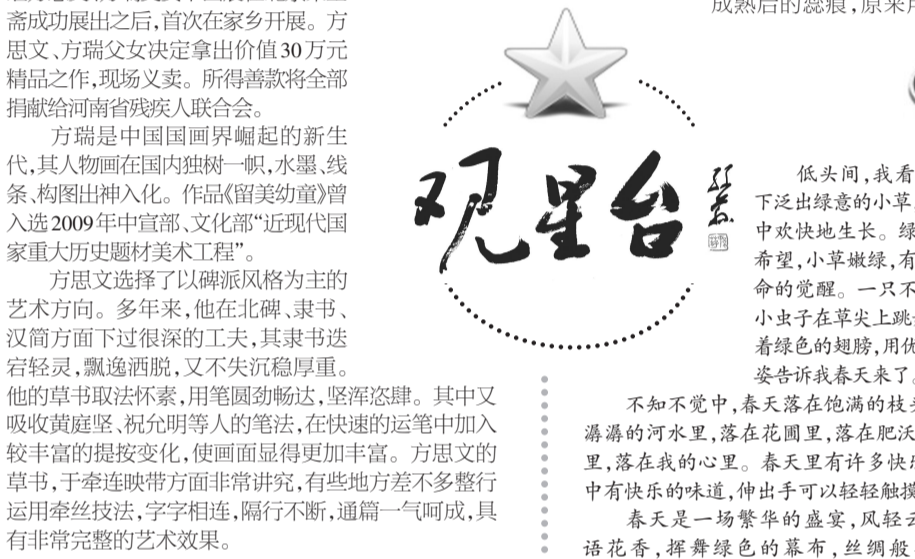 斋成功展出之后,首次在家乡开展。方
思文、方瑞父女决定拿出价值30万元
精品之作,现场义卖。所得善款将全部
捐献给河南省残疾人联合会。
方瑞是中国国画界崛起的新生
代,其人物画在国内独树一帜,水墨、线
条、构图出神入化。作品《留美幼童》曾
入选2009年中宣部、文化部“近现代国
家重大历史题材美术工程”。
方思文选择了以碑派风格为主的
艺术方向。多年来,他在北碑、隶书、
汉简方面下过很深的工夫,其隶书迭
宕轻灵,飘逸洒脱,又不失沉稳厚重。
他的草书取法怀素,用笔圆劲畅达,坚浑恣肆。其中又
吸收黄庭坚、祝允明等人的笔法,在快速的运笔中加入
较丰富的提按变化,使画面显得更加丰富。方思文的
草书,于牵连映带方面非常讲究,有些地方差不多整行
运用牵丝技法,字字相连,隔行不断,通篇一气呵成,具
有非常完整的艺术效果。
观星台
成熟后的蕊痕,原来
低头间,我看
下泛出绿意的小草
中欢快地生长。绿
希望,小草嫩绿,有
命的觉醒。一只不
小虫子在草尖上跳
着绿色的翅膀,用优
姿告诉我春天来了。
不知不觉中,春天落在饱满的枝头
潺潺的河水里,落在花圃里,落在肥沃
里,落在我的心里。春天里有许多快乐
中有快乐的味道,伸出手可以轻轻触摸
春天是一场繁华的盛宴,风轻云
语花香,挥舞绿色的幕布,丝绸般